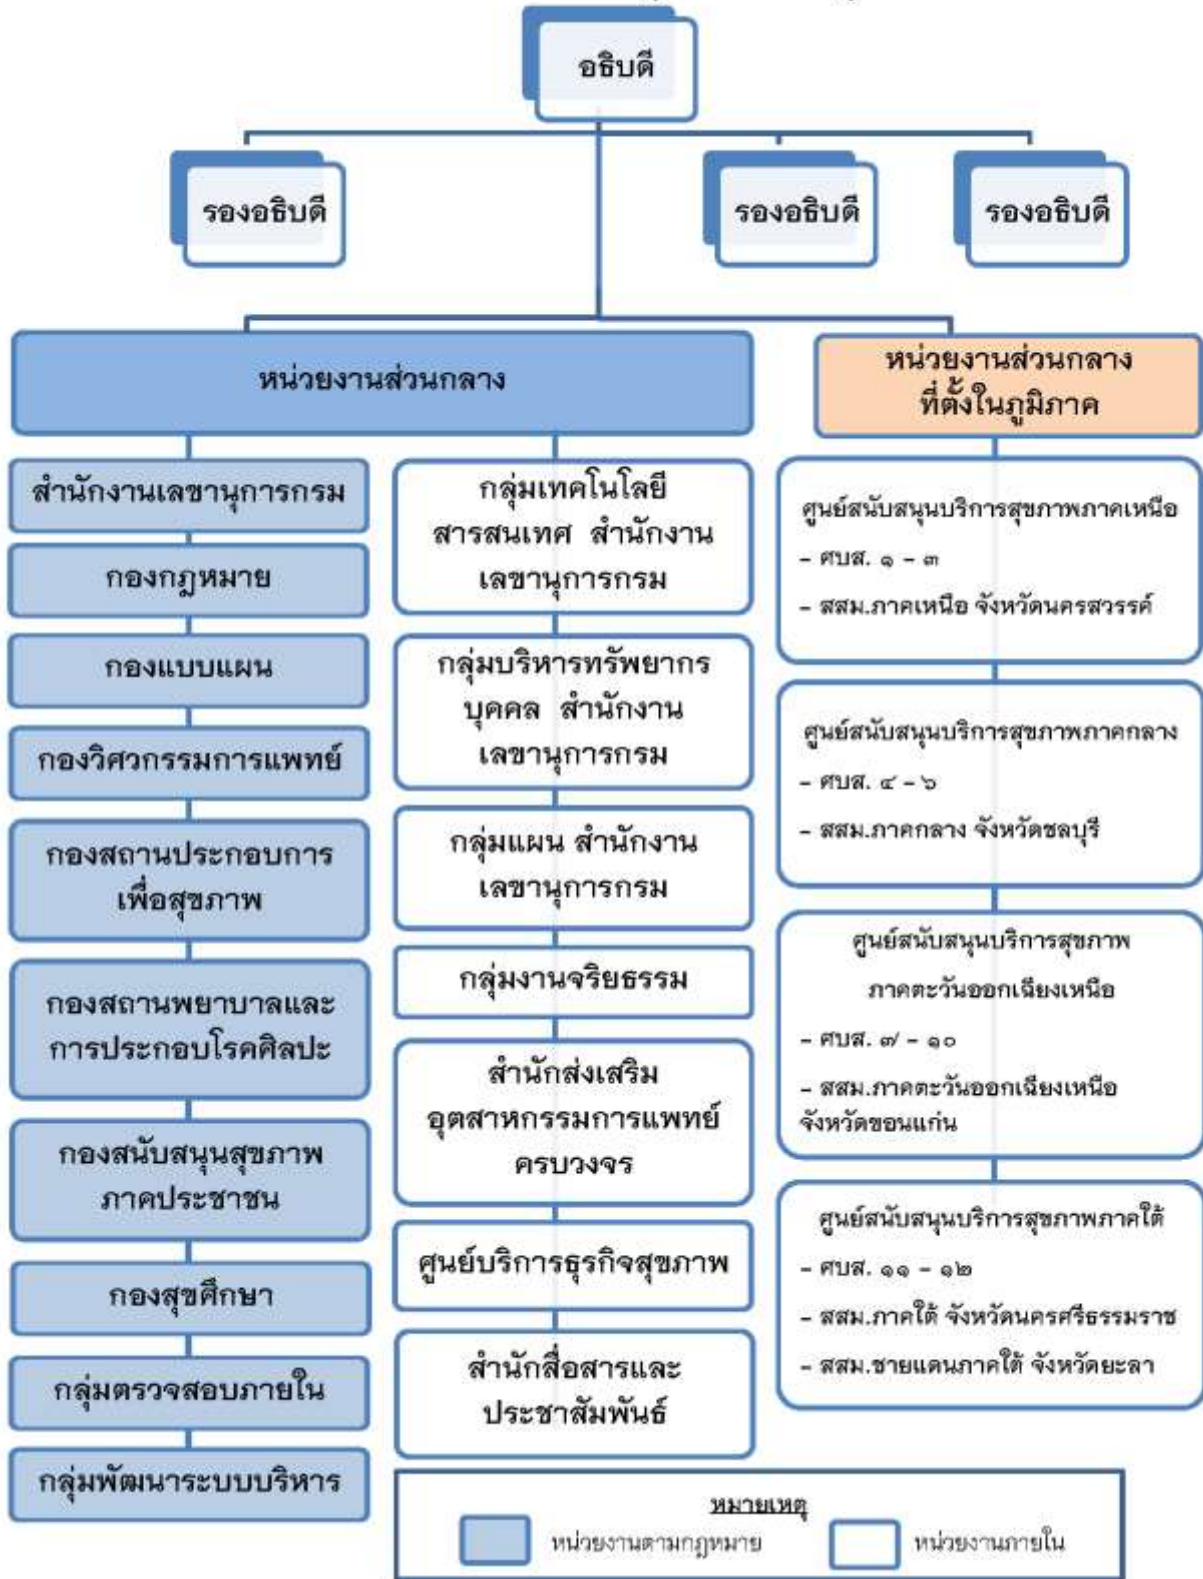 อธิบดี
รองอธิบดี
รองอธิบดี
รองอธิบดี
หน่วยงานส่วนกลาง
สำนักงานเลขานุการกรม
กองกฎหมาย
กองแบบแผน
กองวิศวกรรมการแพทย์
กองสถานประกอบการ
เพื่อสุขภาพ
กองสถานพยาบาลและ
การประกอบโรคศิลปะ
กองสนับสนุนสุขภาพ
ภาคประชาชน
กองสุขศึกษา
กลุ่มตรวจสอบภายใน
กลุ่มพัฒนาระบบบริหาร
กลุ่มเทคโนโลยี
สารสนเทศ สำนักงาน
เลขานุการกรม
กลุ่มบริหารทรัพยากร
บุคคล สำนักงาน
เลขานุการกรม
กลุ่มแผน สำนักงาน
เลขานุการกรม
กลุ่มงานจริยธรรม
สำนักส่งเสริม
อุตสาหกรรมการแพทย์
ครบวงจร
ศูนย์บริการธุรกิจสุขภาพ
สำนักสื่อสารและ
ประชาสัมพันธ์
หน่วยงานส่วนกลาง
ที่ตั้งในภูมิภาค
ศูนย์สนับสนุนบริการสุขภาพภาคเหนือ
- ศบส. ๑ - ๓
- สสม.ภาคเหนือ จังหวัดนครสวรรค์
ศูนย์สนับสนุนบริการสุขภาพภาคกลาง
- ศบส. ๔ - ๖
- สสม.ภาคกลาง จังหวัดชลบุรี
ศูนย์สนับสนุนบริการสุขภาพ
ภาคตะวันออกเฉียงเหนือ
- ศบส. ๗ - ๑๐
- สสม.ภาคตะวันออกเฉียงเหนือ
จังหวัดขอนแก่น
ศูนย์สนับสนุนบริการสุขภาพภาคใต้
- ศบส. ๑๑ - ๑๒
- สสม.ภาคใต้ จังหวัดนครศรีธรรมราช
- สสม.ชายแดนภาคใต้ จังหวัดยะลา
หมายเหตุ
หน่วยงานตามกฎหมาย
หน่วยงานภายใน